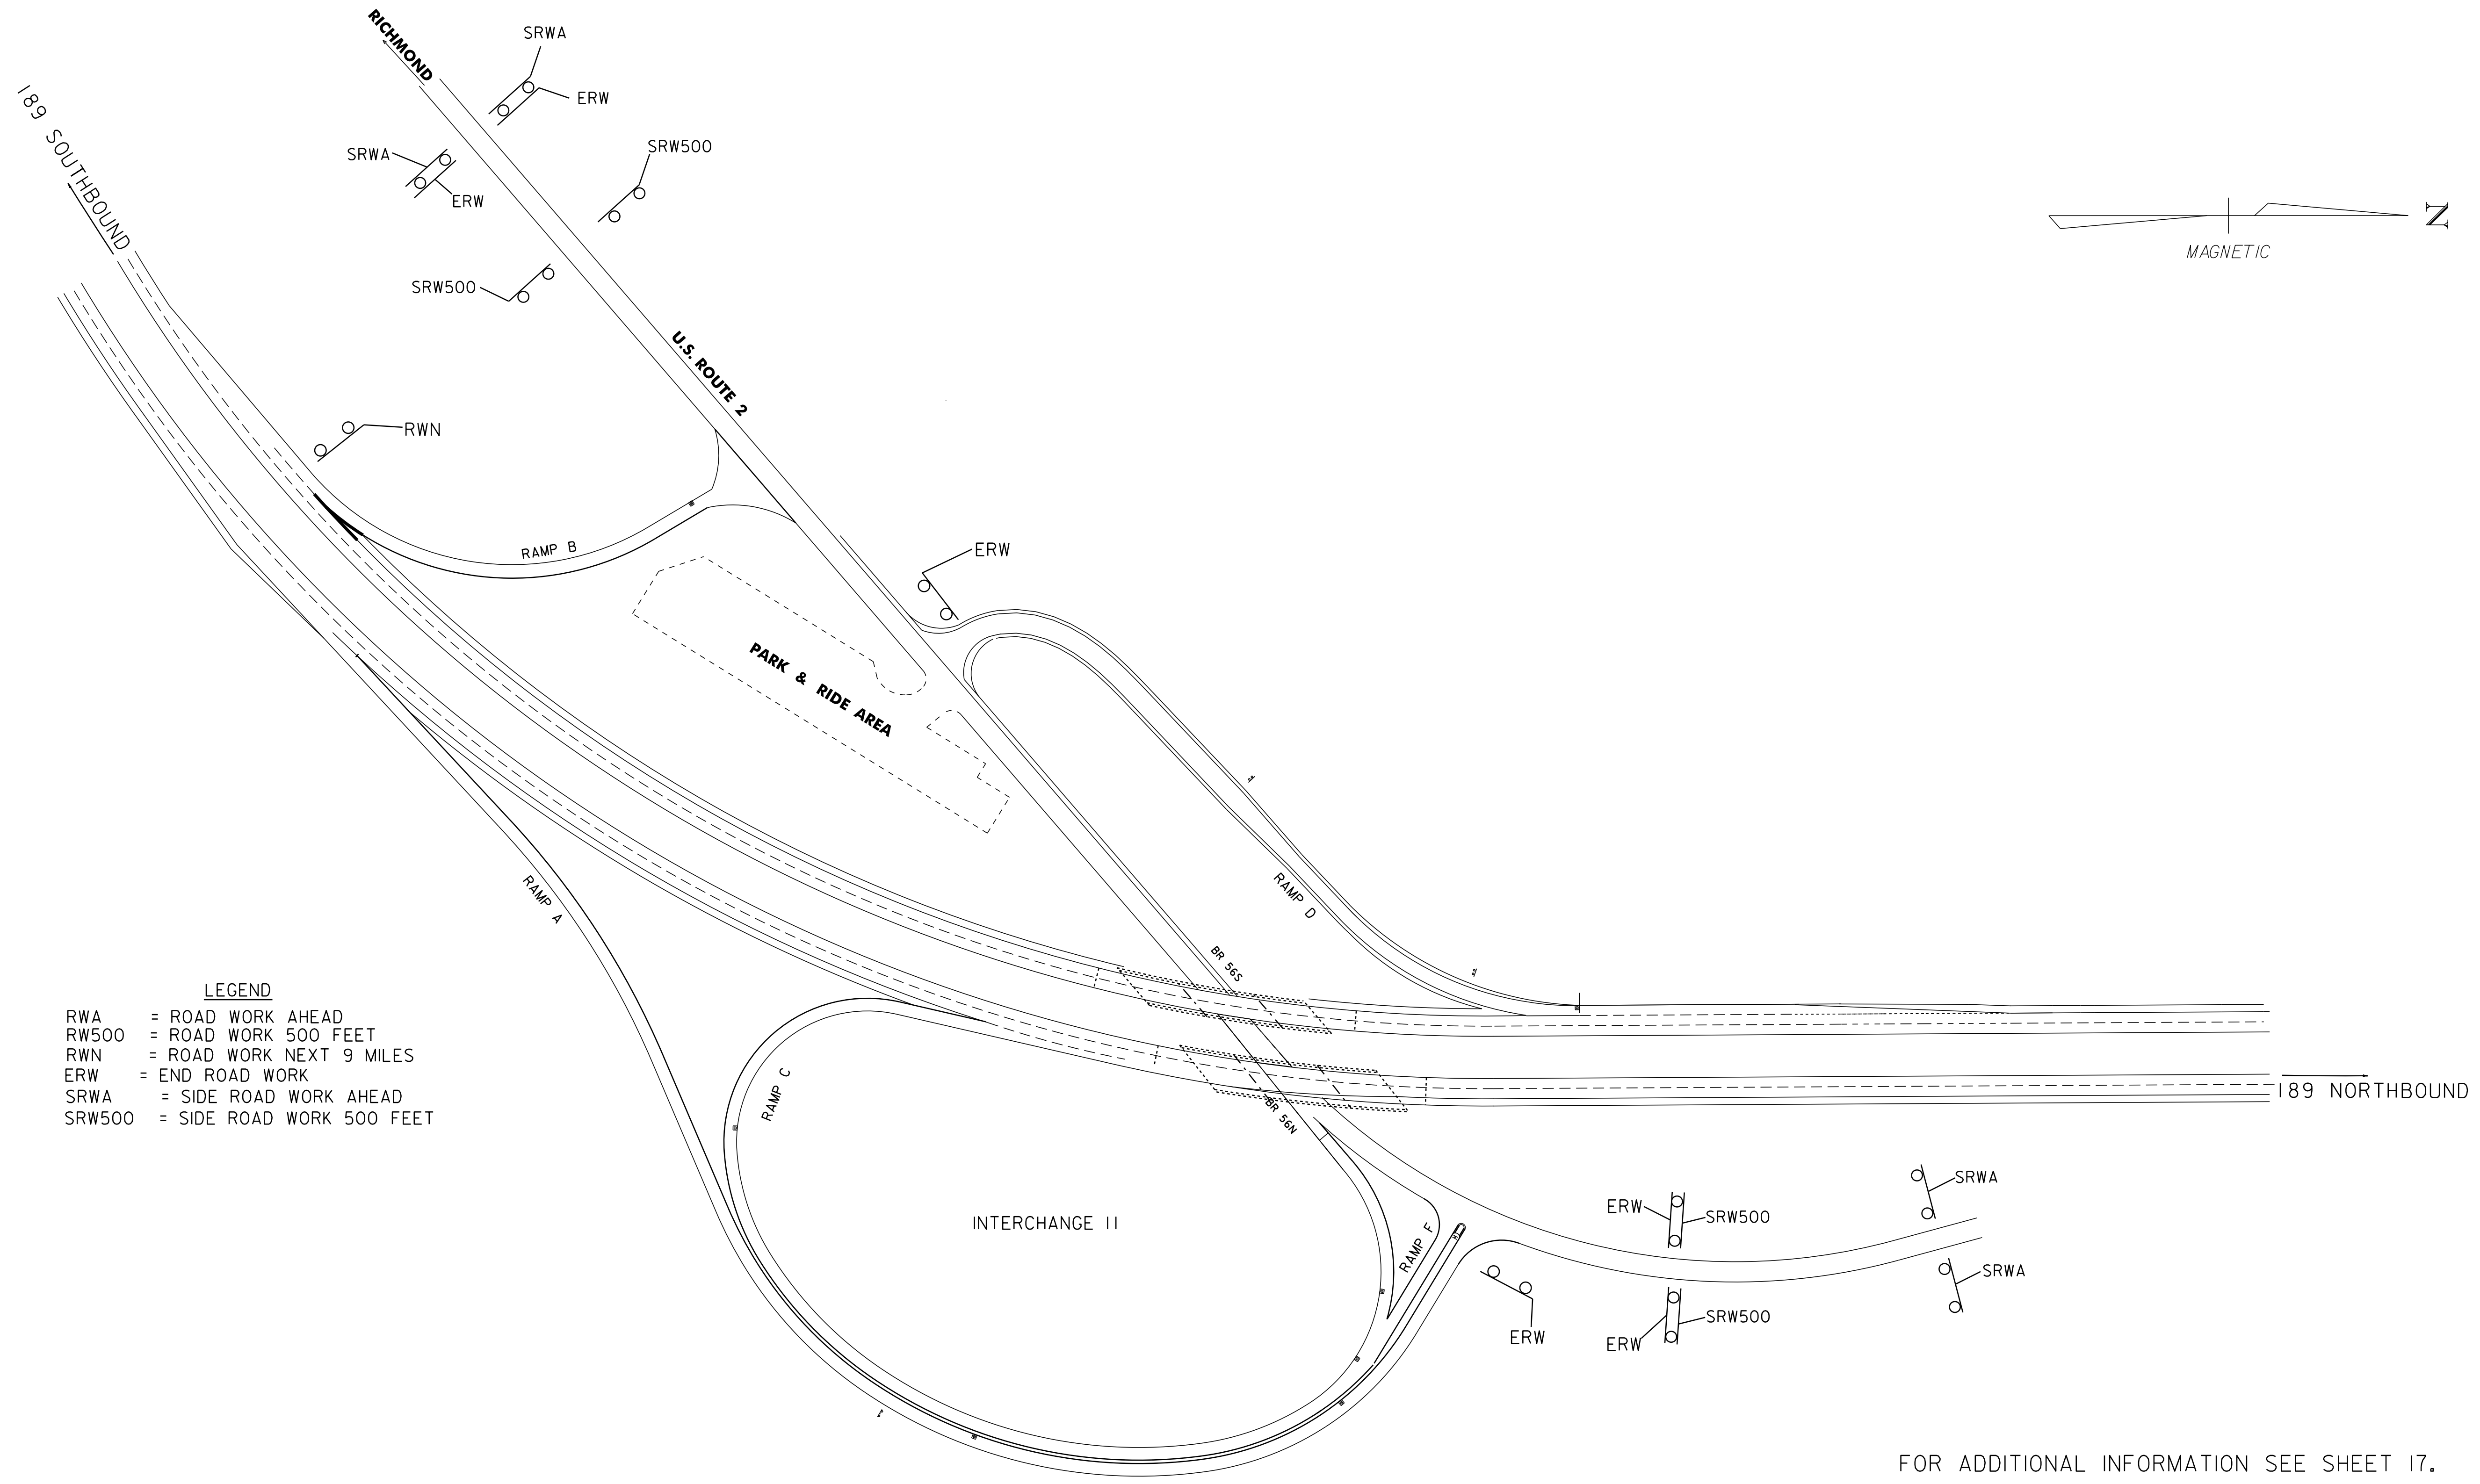 RICHMOND
SRWA
ERW
SRWA
ERW
SRW500
SRW500
189 SOUTHBOUND
N
MAGNETIC
U.S. ROUTE 2
RWN
RAMP B
ERW
PARK & RIDE AREA
RAMP D
RAMP A
BR 56S
LEGEND
RWA = ROAD WORK AHEAD
RW500 = ROAD WORK 500 FEET
RWN = ROAD WORK NEXT 9 MILES
ERW = END ROAD WORK
SRWA = SIDE ROAD WORK AHEAD
SRW500 = SIDE ROAD WORK 500 FEET
RAMP C
BR 56N
189 NORTHBOUND
INTERCHANGE 11
RAMP F
ERW
SRW500
SRWA
SRWA
ERW
ERW
SRW500
FOR ADDITIONAL INFORMATION SEE SHEET 17.